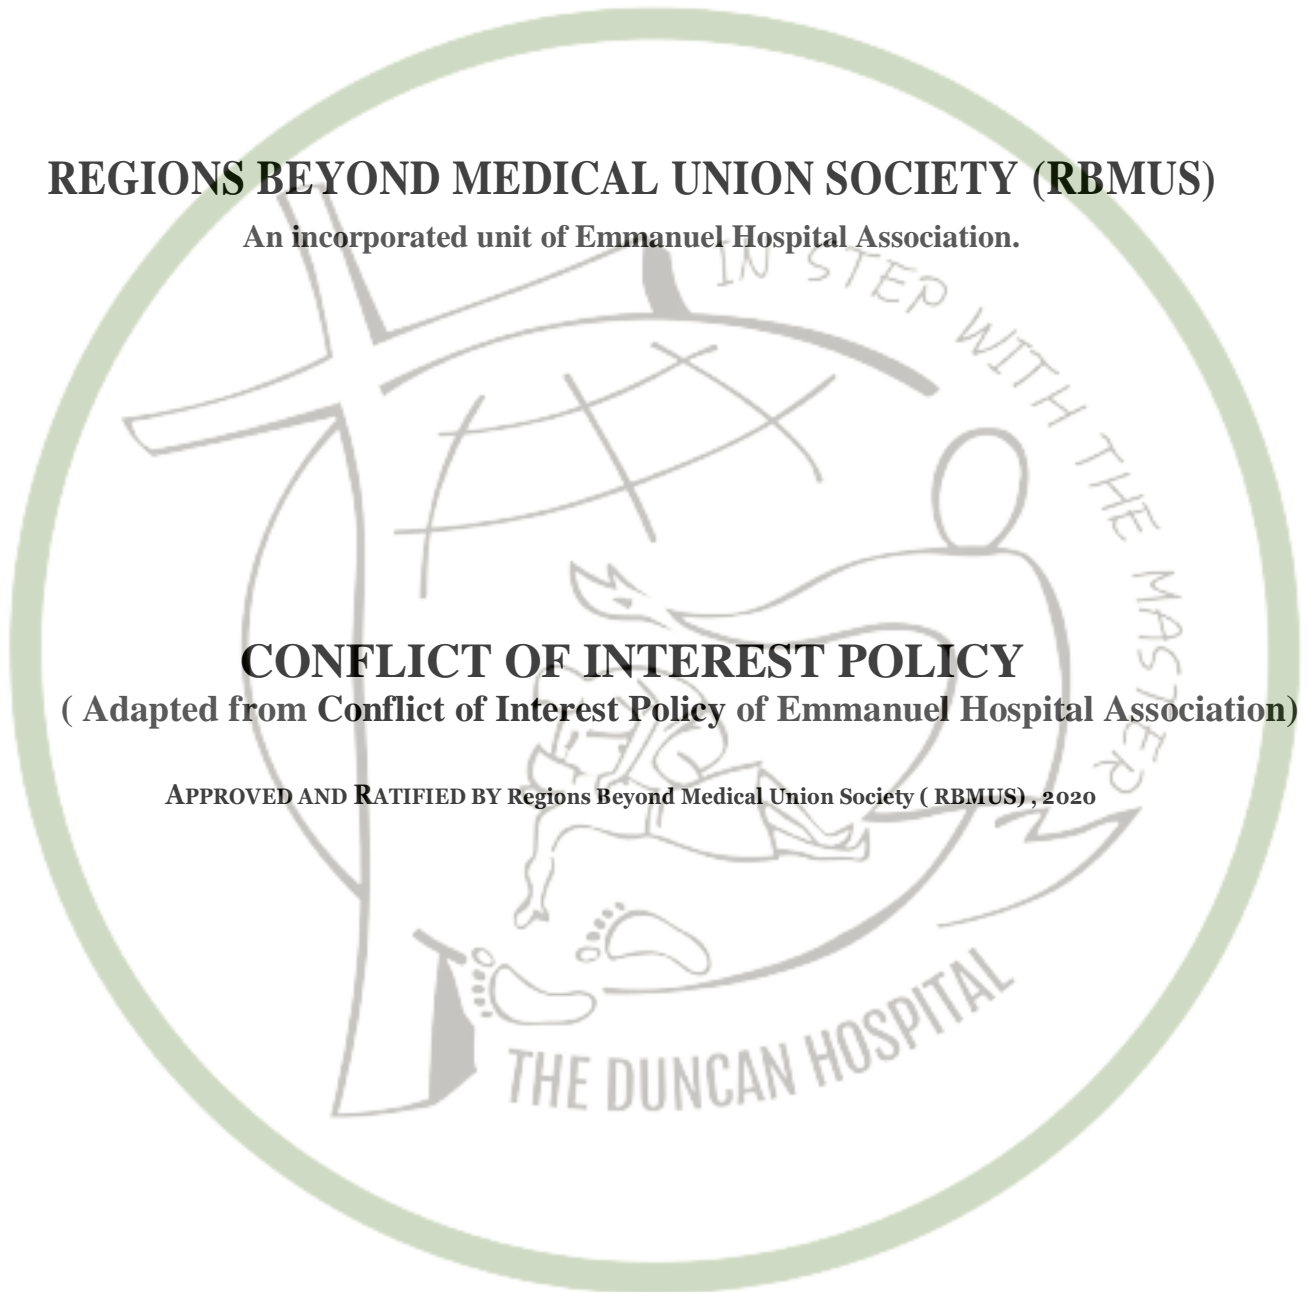 REGIONS BEYOND MEDICAL UNION SOCIETY (RBMUS)
An incorporated unit of Emmanuel Hospital Association.
IN STEP WITH THE MASTER
CONFLICT OF INTEREST POLICY
( Adapted from Conflict of Interest Policy of Emmanuel Hospital Association)
APPROVED AND RATIFIED BY Regions Beyond Medical Union Society ( RBMUS) , 2020
THE DUNCAN HOSPITAL